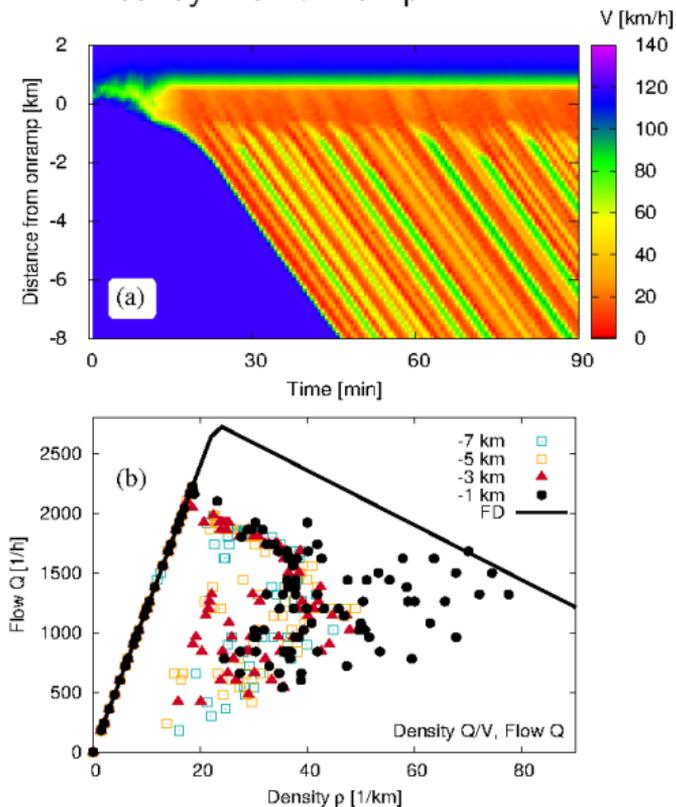 V [km/h]
2
0
-2
-4
-6
-8
Distance from onramp [km]
(a)
0
30
60
90
Time [min]
140
120
100
80
60
40
20
0
2500
2000
1500
1000
500
0
Flow Q [1/h]
(b)
-7 km
-5 km
-3 km
-1 km
FD
Density Q/V, Flow Q
0
20
40
60
80
Density ρ [1/km]